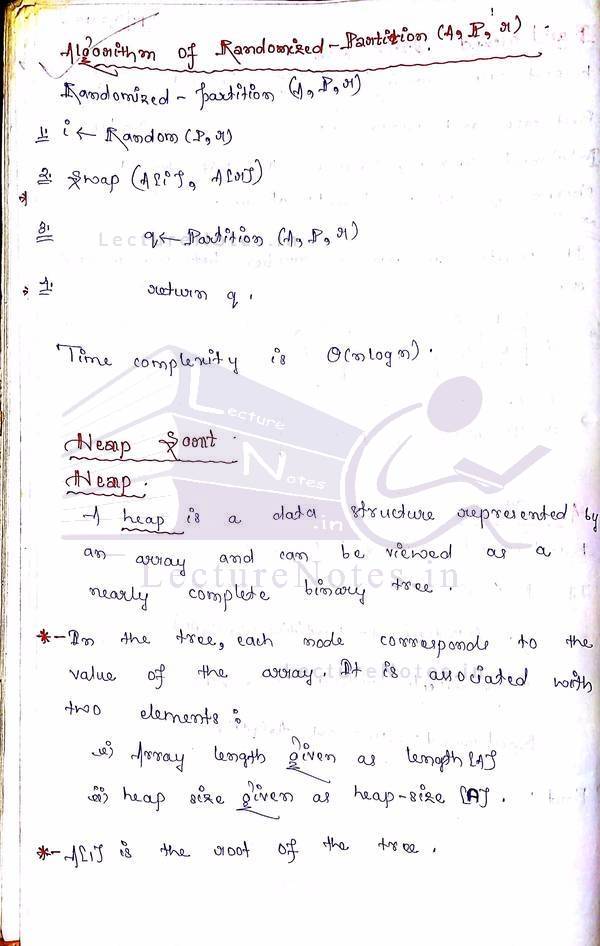 Algorithm of Randomized-Partition (A, P, r)
Randomized-partition (A, P, r)
1. i ← Random (P, r)
2. Swap (A[i], A[r])
3. q ← Partition (A, P, r)
4. return q.
Time complexity is O(n log n).
Heap Sort
Heap.
A heap is a data structure represented by
an array and can be viewed as a
nearly complete binary tree.
*- In the tree, each node corresponds to the
value of the array. It is associated with
two elements:
i) Array length given as length[A]
ii) heap size given as heap-size [A].
*- A[1] is the root of the tree.
Lecture
Notes
.in
LectureNotes.in